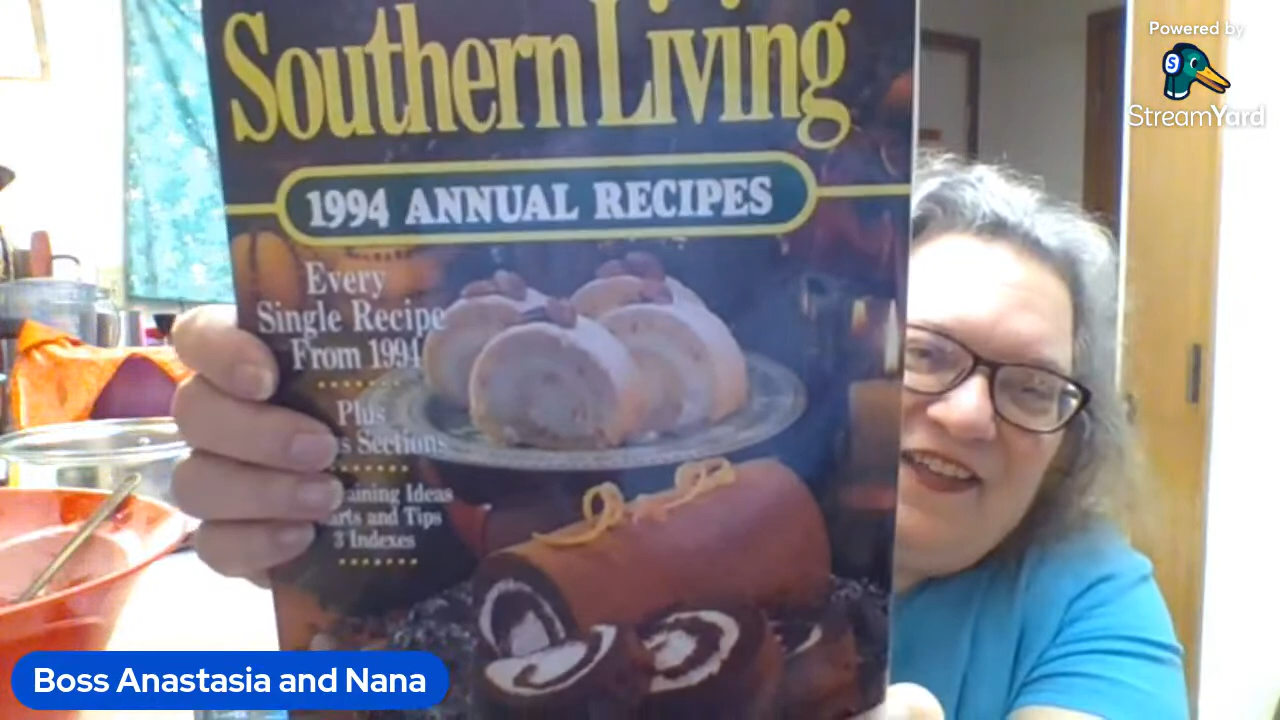 Southern Living
1994 ANNUAL RECIPES
Every
Single Recipe
From 1994
Plus
Sections
Ideas
and Tips
3 Indexes
Powered by
S
StreamYard
Boss Anastasia and Nana